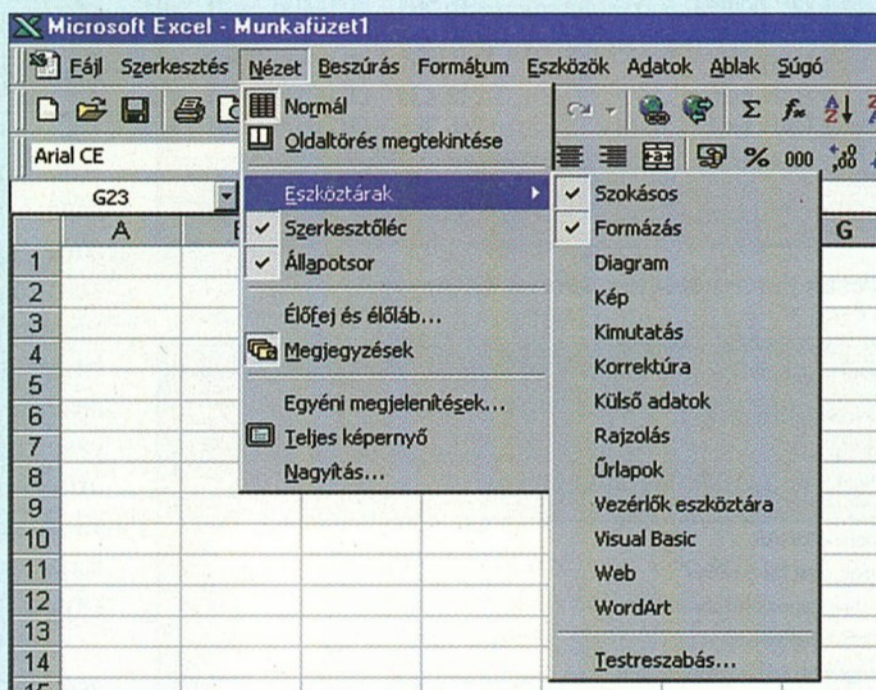 Microsoft Excel - Munkafüzet1
Fájl Szerkesztés Nézet Beszúrás Formátum Eszközök Adatok Ablak Súgó
Arial CE
% 000
G23
A
G
Normál
Oldaltörés megtekintése
Eszköztárak
Szerkesztőléc
Állapotsor
Élőfej és élőláb...
Megjegyzések
Egyéni megjelenítések...
Teljes képernyő
Nagyítás...
Szokásos
Formázás
Diagram
Kép
Kimutatás
Korrektúra
Külső adatok
Rajzolás
Űrlapok
Vezérlők eszköztára
Visual Basic
Web
WordArt
Testreszabás...
1
2
3
4
5
6
7
8
9
10
11
12
13
14